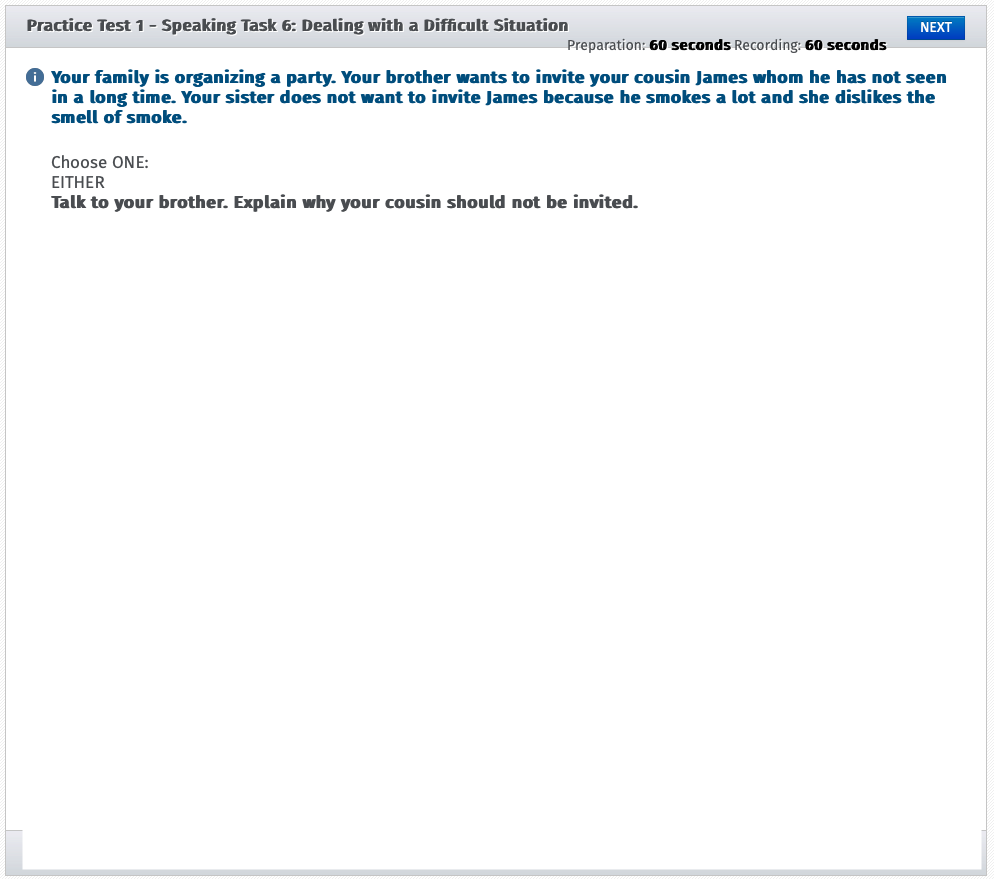 Practice Test 1 - Speaking Task 6: Dealing with a Difficult Situation
NEXT
Preparation: 60 seconds Recording: 60 seconds
i
Your family is organizing a party. Your brother wants to invite your cousin James whom he has not seen
in a long time. Your sister does not want to invite James because he smokes a lot and she dislikes the
smell of smoke.
Choose ONE:
EITHER
Talk to your brother. Explain why your cousin should not be invited.